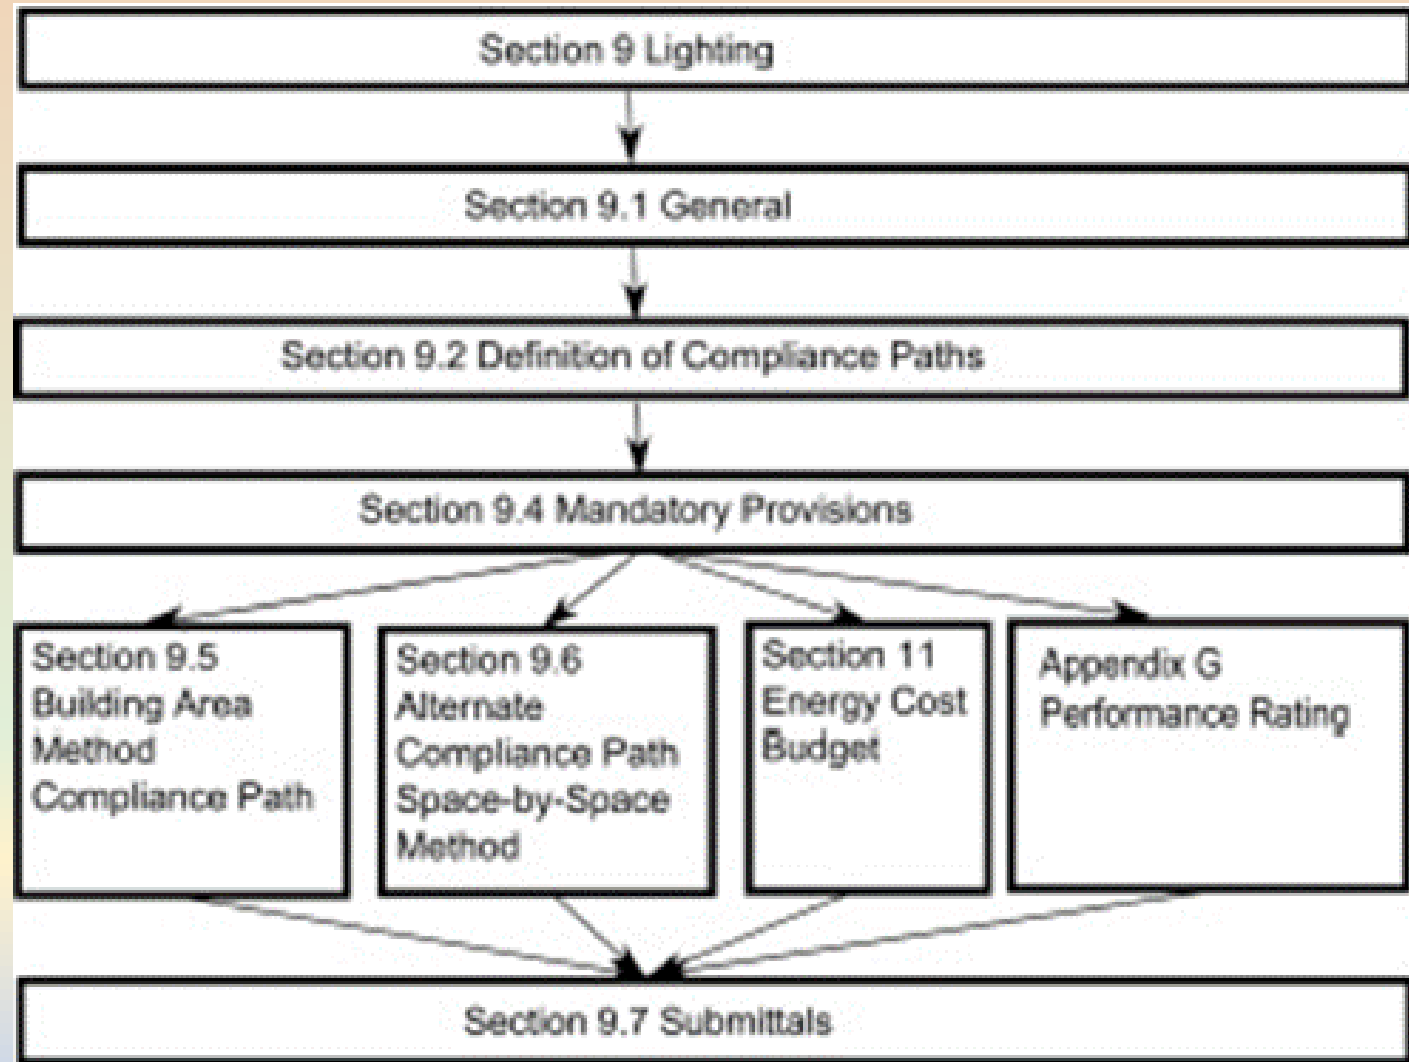 Section 9 Lighting
Section 9.1 General
Section 9.2 Definition of Compliance Paths
Section 9.4 Mandatory Provisions
Section 9.5
Building Area
Method
Compliance Path
Section 9.6
Alternate
Compliance Path
Space-by-Space
Method
Section 11
Energy Cost
Budget
Appendix G
Performance Rating
Section 9.7 Submittals